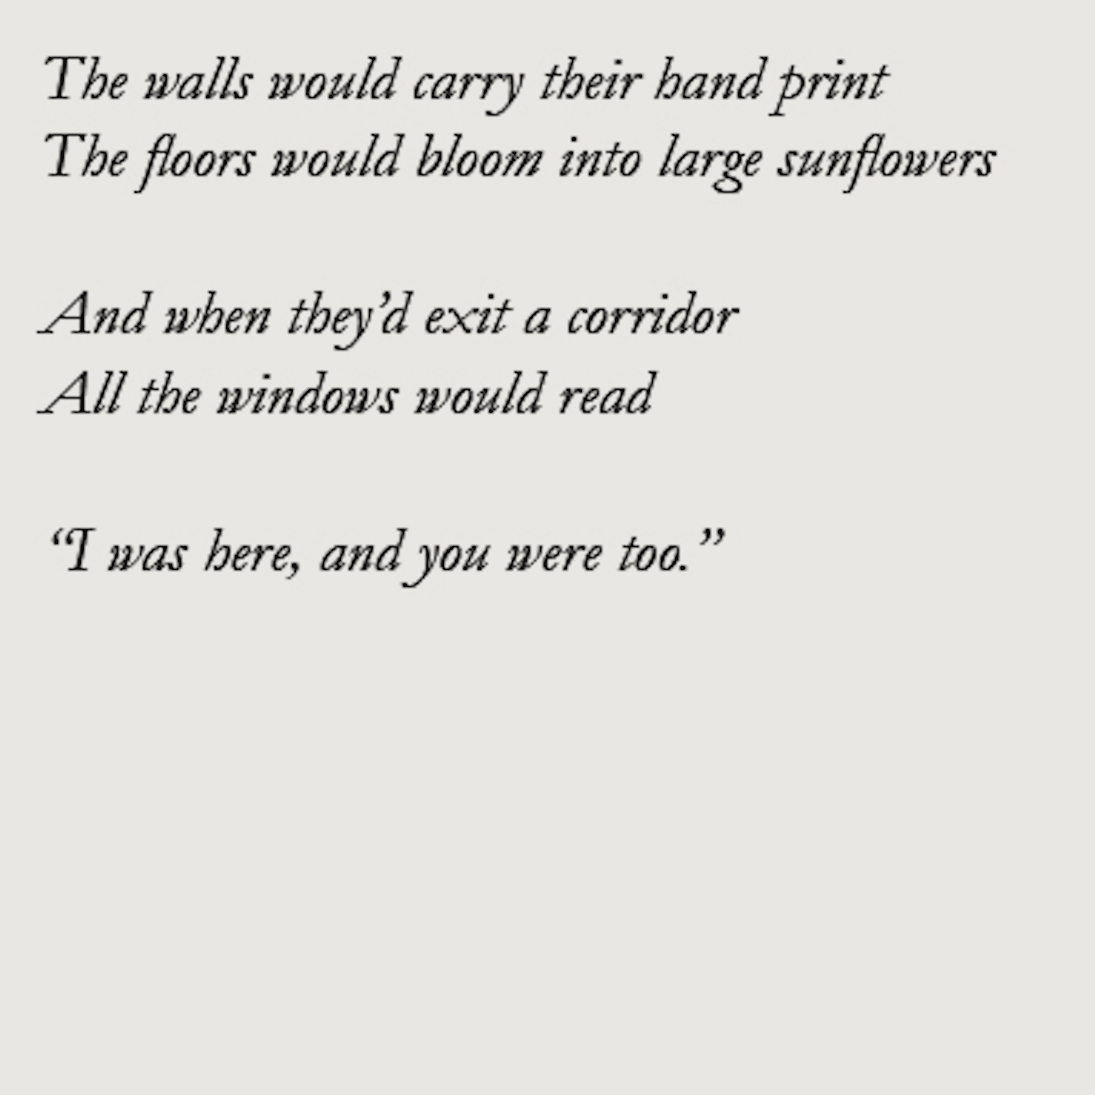 The walls would carry their hand print
The floors would bloom into large sunflowers
And when they’d exit a corridor
All the windows would read
“I was here, and you were too.”